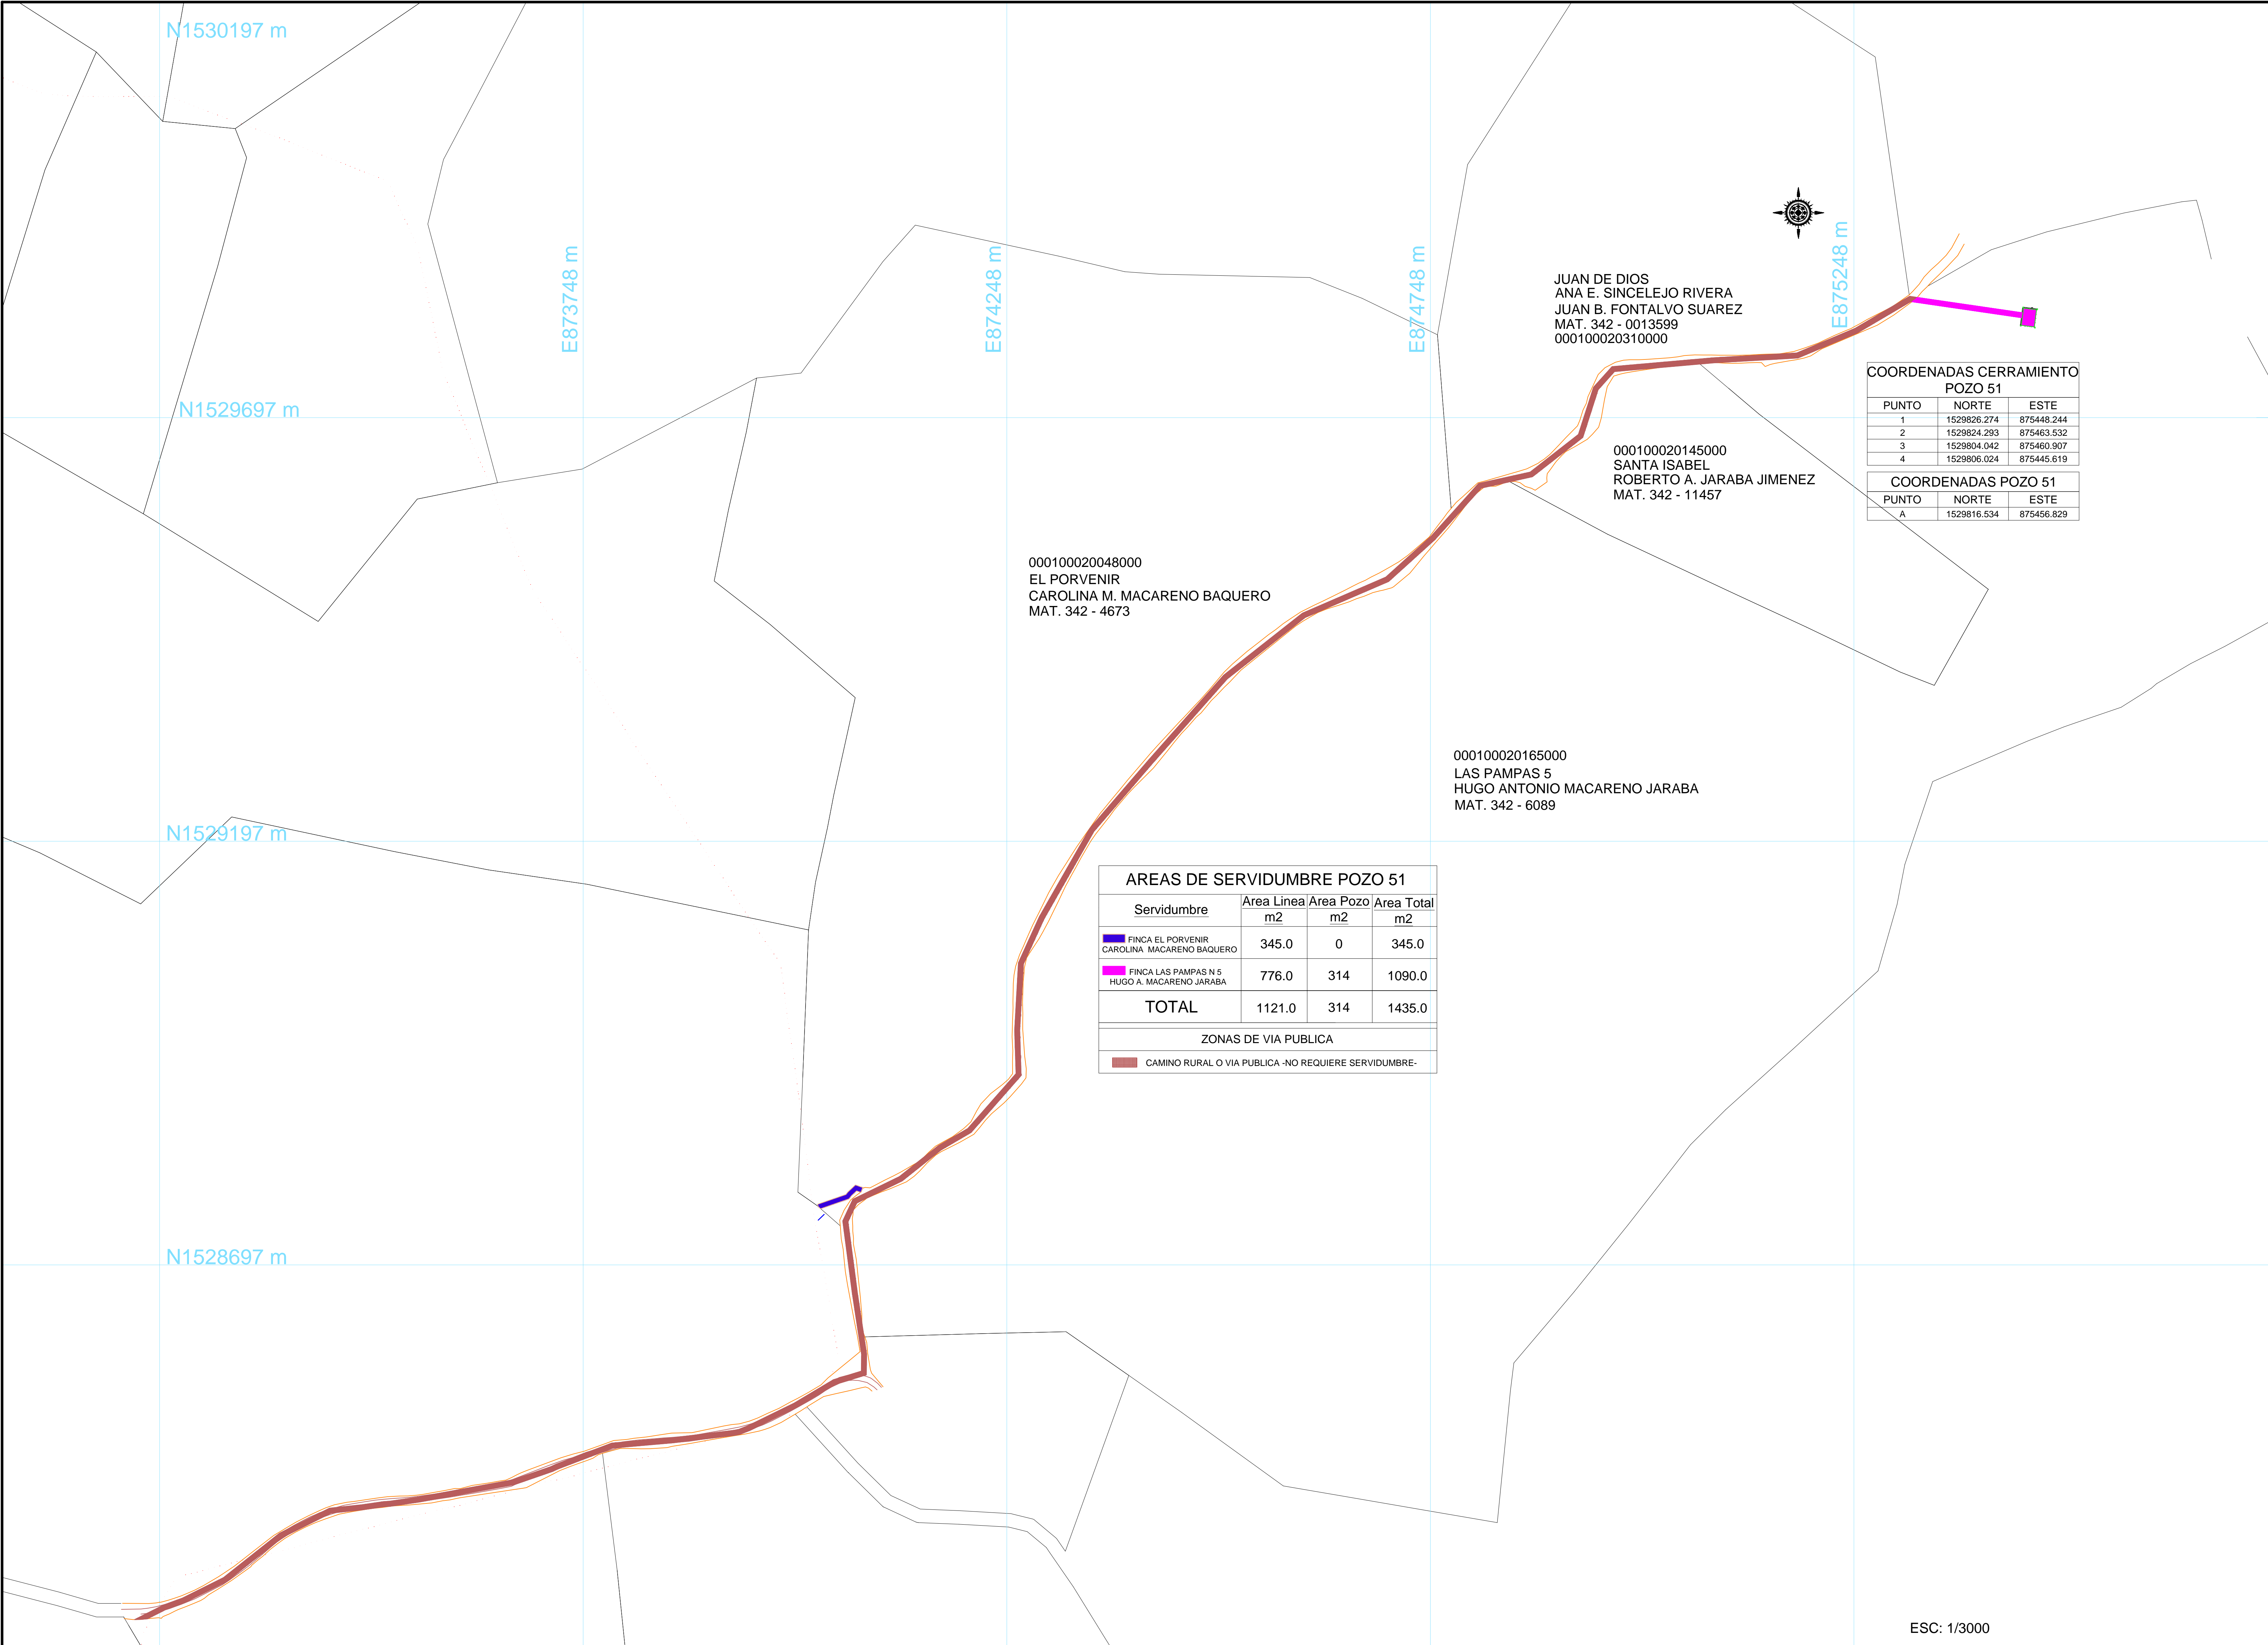 N1530197 m
E873748 m
E874248 m
E874748 m
E875248 m
JUAN DE DIOS
ANA E. SINCELEJO RIVERA
JUAN B. FONTALVO SUAREZ
MAT. 342 - 0013599
000100020310000
COORDENADAS CERRAMIENTO
POZO 51
PUNTO NORTE ESTE
1 1529826.274 875448.244
2 1529824.293 875463.532
3 1529804.042 875460.907
4 1529806.024 875445.619
COORDENADAS POZO 51
PUNTO NORTE ESTE
A 1529816.534 875456.829
N1529697 m
000100020145000
SANTA ISABEL
ROBERTO A. JARABA JIMENEZ
MAT. 342 - 11457
000100020048000
EL PORVENIR
CAROLINA M. MACARENO BAQUERO
MAT. 342 - 4673
000100020165000
LAS PAMPAS 5
HUGO ANTONIO MACARENO JARABA
MAT. 342 - 6089
N1529197 m
AREAS DE SERVIDUMBRE POZO 51
Servidumbre Area Linea m2 Area Pozo m2 Area Total m2
FINCA EL PORVENIR
CAROLINA MACARENO BAQUERO 345.0 0 345.0
FINCA LAS PAMPAS N 5
HUGO A. MACARENO JARABA 776.0 314 1090.0
TOTAL 1121.0 314 1435.0
ZONAS DE VIA PUBLICA
CAMINO RURAL O VIA PUBLICA -NO REQUIERE SERVIDUMBRE-
N1528697 m
ESC: 1/3000